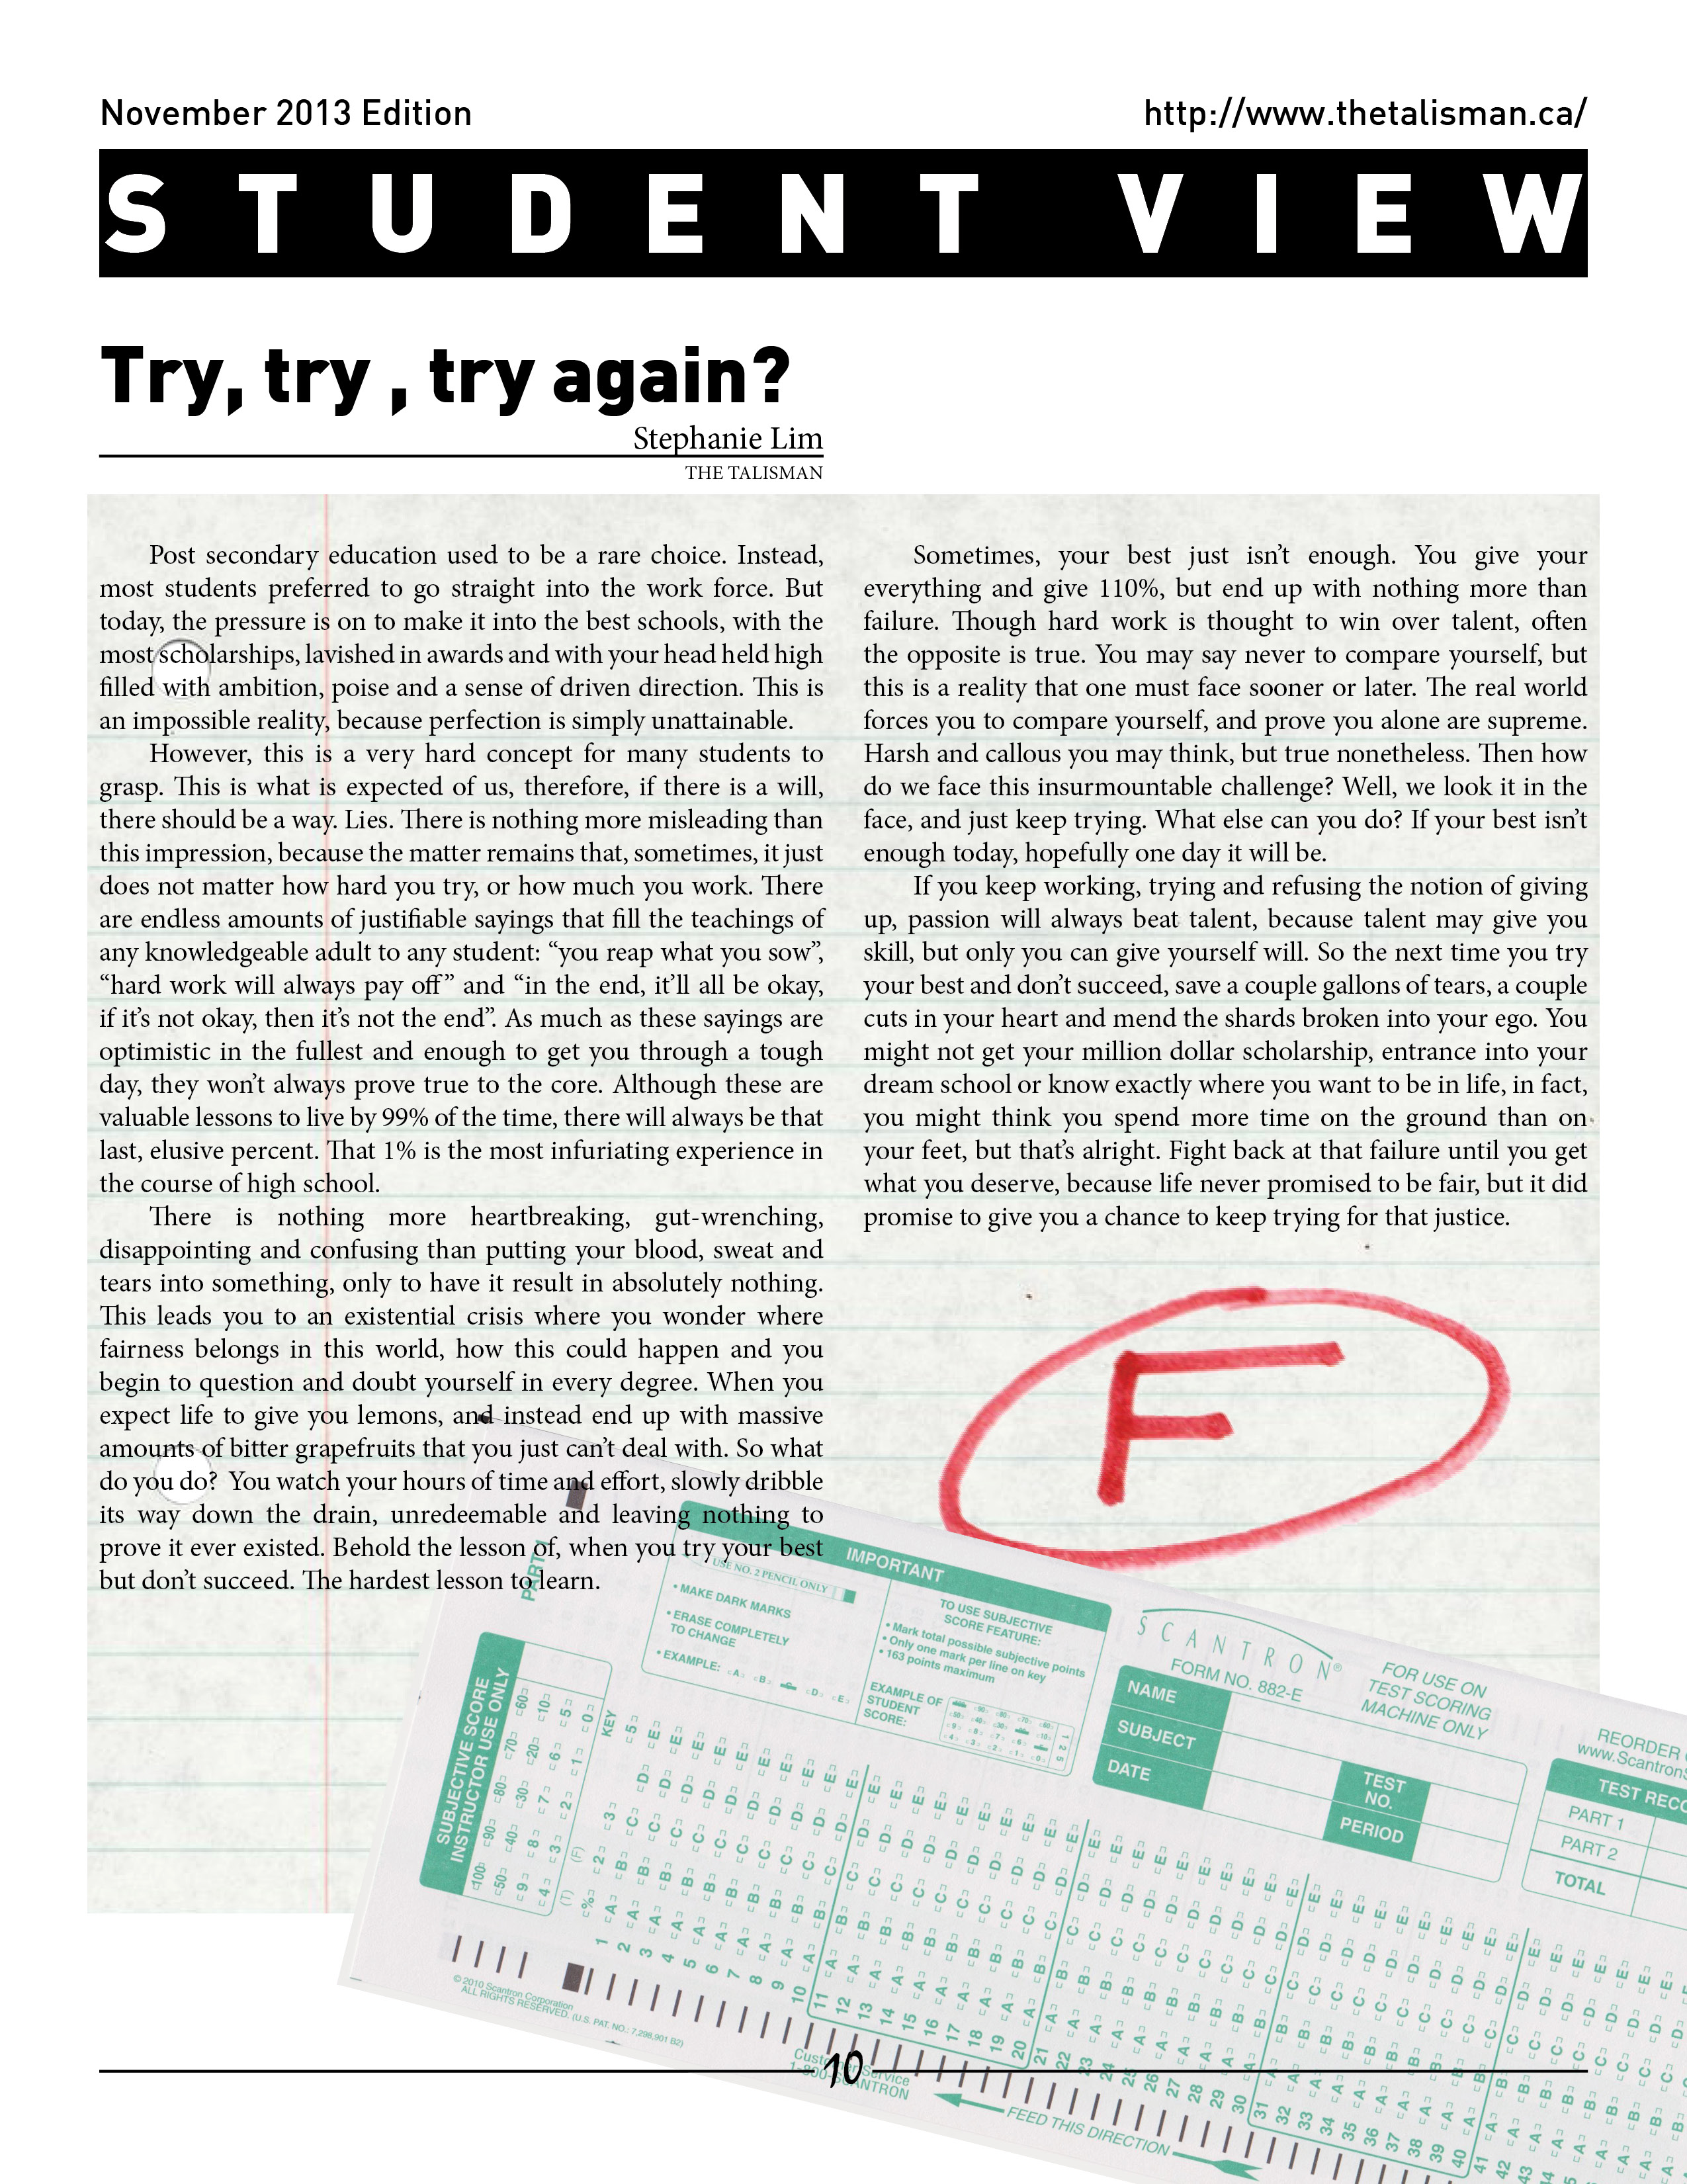 November 2013 Edition
http://www.thetalisman.ca/
STUDENT VIEW
Try, try , try again?
Stephanie Lim
THE TALISMAN
Post secondary education used to be a rare choice. Instead,
most students preferred to go straight into the work force. But
today, the pressure is on to make it into the best schools, with the
most scholarships, lavished in awards and with your head held high
filled with ambition, poise and a sense of driven direction. This is
an impossible reality, because perfection is simply unattainable.
However, this is a very hard concept for many students to
grasp. This is what is expected of us, therefore, if there is a will,
there should be a way. Lies. There is nothing more misleading than
this impression, because the matter remains that, sometimes, it just
does not matter how hard you try, or how much you work. There
are endless amounts of justifiable sayings that fill the teachings of
any knowledgeable adult to any student: “you reap what you sow”,
“hard work will always pay off” and “in the end, it’ll all be okay,
if it’s not okay, then it’s not the end”. As much as these sayings are
optimistic in the fullest and enough to get you through a tough
day, they won’t always prove true to the core. Although these are
valuable lessons to live by 99% of the time, there will always be that
last, elusive percent. That 1% is the most infuriating experience in
the course of high school.
There is nothing more heartbreaking, gut-wrenching,
disappointing and confusing than putting your blood, sweat and
tears into something, only to have it result in absolutely nothing.
This leads you to an existential crisis where you wonder where
fairness belongs in this world, how this could happen and you
begin to question and doubt yourself in every degree. When you
expect life to give you lemons, and instead end up with massive
amounts of bitter grapefruits that you just can’t deal with. So what
do you do? You watch your hours of time and effort, slowly dribble
its way down the drain, unredeemable and leaving nothing to
prove it ever existed. Behold the lesson of, when you try your best
but don’t succeed. The hardest lesson to learn.
Sometimes, your best just isn’t enough. You give your
everything and give 110%, but end up with nothing more than
failure. Though hard work is thought to win over talent, often
the opposite is true. You may say never to compare yourself, but
this is a reality that one must face sooner or later. The real world
forces you to compare yourself, and prove you alone are supreme.
Harsh and callous you may think, but true nonetheless. Then how
do we face this insurmountable challenge? Well, we look it in the
face, and just keep trying. What else can you do? If your best isn’t
enough today, hopefully one day it will be.
If you keep working, trying and refusing the notion of giving
up, passion will always beat talent, because talent may give you
skill, but only you can give yourself will. So the next time you try
your best and don’t succeed, save a couple gallons of tears, a couple
cuts in your heart and mend the shards broken into your ego. You
might not get your million dollar scholarship, entrance into your
dream school or know exactly where you want to be in life, in fact,
you might think you spend more time on the ground than on
your feet, but that’s alright. Fight back at that failure until you get
what you deserve, because life never promised to be fair, but it did
promise to give you a chance to keep trying for that justice.
F
PART 1
IMPORTANT
USE NO. 2 PENCIL ONLY
• MAKE DARK MARKS
• ERASE COMPLETELY
TO CHANGE
• EXAMPLE: A B C D E
TO USE SUBJECTIVE
SCORE FEATURE:
• Mark total possible subjective points
• Only one mark per line on key
• 163 points maximum
EXAMPLE OF
STUDENT
SCORE:
SCANTRON®
FORM NO. 882-E
FOR USE ON
TEST SCORING
MACHINE ONLY
NAME
SUBJECT
DATE
TEST
NO.
PERIOD
REORDER
TEST RECO
PART 1
PART 2
TOTAL
SUBJECTIVE SCORE
INSTRUCTOR USE ONLY
100 90 80 70 60
50 40 30 20 10
9 8 7 6 5
4 3 2 1 0
(T) (F) KEY
© 2010 Scantron Corporation
ALL RIGHTS RESERVED. (U.S. PAT. NO.: 7,298,901 B2)
Customer Service
1-800-SCANTRON
FEED THIS DIRECTION
10